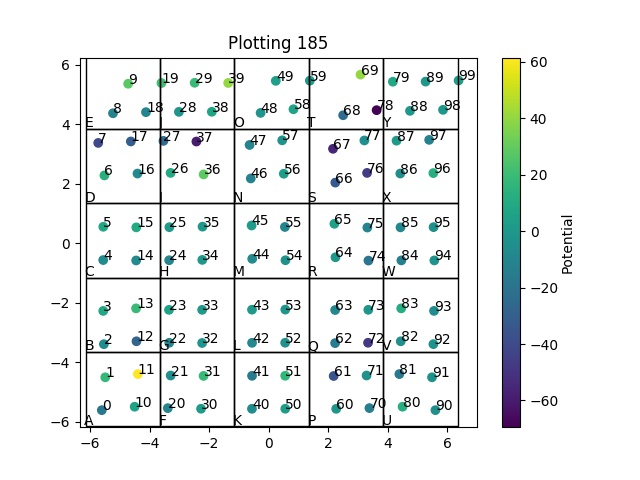 Plotting 185
6
4
2
0
−2
−4
−6
−6
−4
−2
0
2
4
6
9 19 29 39 49 59 69 79 89 99
8 18 28 38 48 58 68 78 88 98
E J O T Y
7 17 27 37 47 57 67 77 87 97
6 16 26 36 46 56 66 76 86 96
D I N S X
5 15 25 35 45 55 65 75 85 95
4 14 24 34 44 54 64 74 84 94
C H M R W
3 13 23 33 43 53 63 73 83 93
2 12 22 32 42 52 62 72 82 92
B G L Q V
1 11 21 31 41 51 61 71 81 91
0 10 20 30 40 50 60 70 80 90
A F K P U
60
40
20
0
−20
−40
−60
Potential